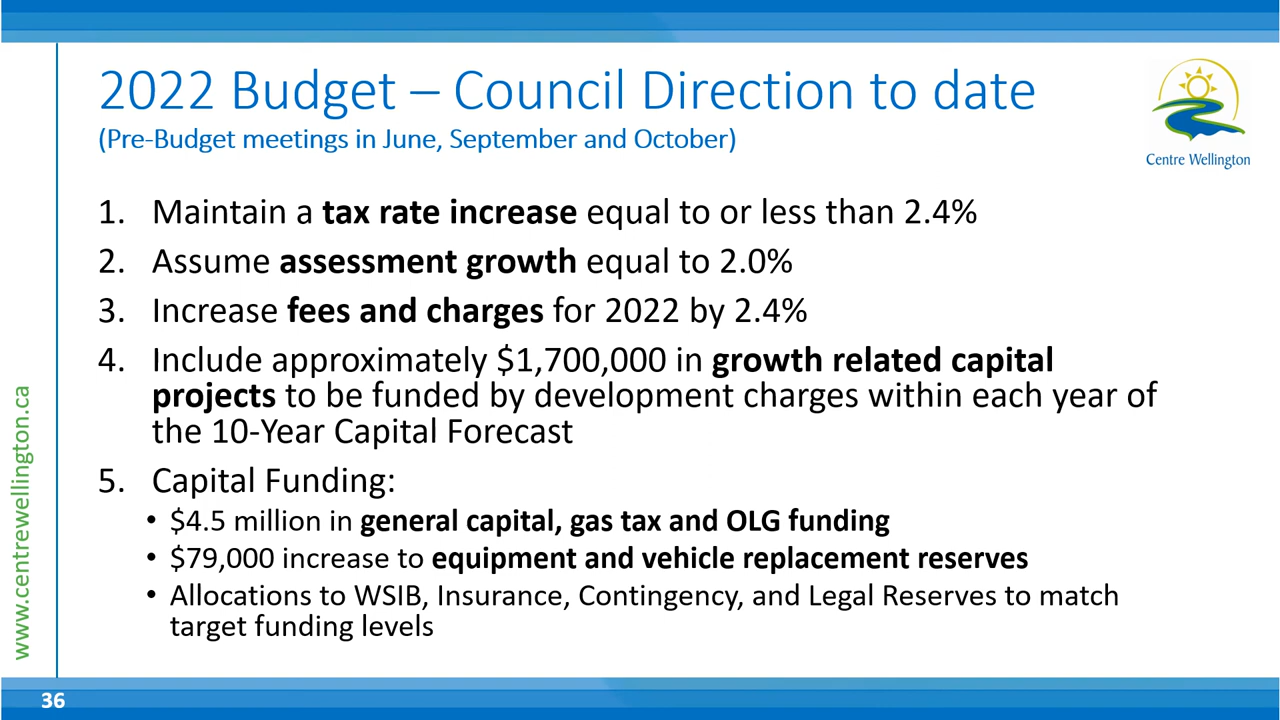 2022 Budget – Council Direction to date
(Pre-Budget meetings in June, September and October)
Centre Wellington
1. Maintain a tax rate increase equal to or less than 2.4%
2. Assume assessment growth equal to 2.0%
3. Increase fees and charges for 2022 by 2.4%
4. Include approximately $1,700,000 in growth related capital
projects to be funded by development charges within each year of
the 10-Year Capital Forecast
5. Capital Funding:
• $4.5 million in general capital, gas tax and OLG funding
• $79,000 increase to equipment and vehicle replacement reserves
• Allocations to WSIB, Insurance, Contingency, and Legal Reserves to match
target funding levels
www.centrewellington.ca
36